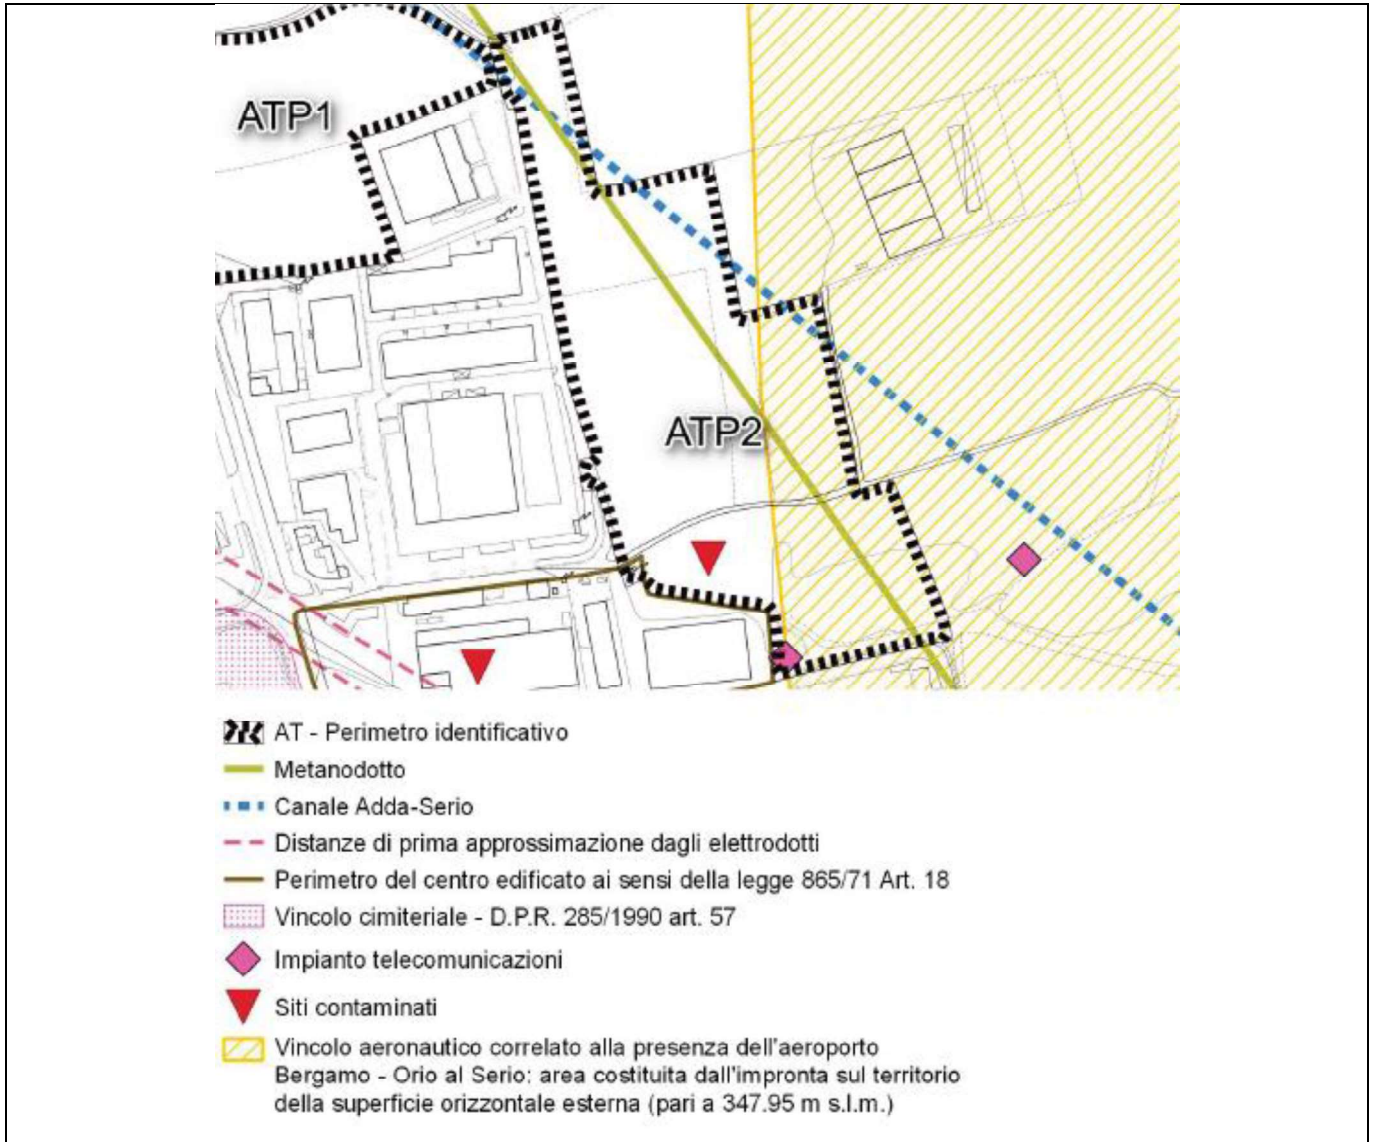 ATP1
ATP2
AT - Perimetro identificativo
Metanodotto
Canale Adda-Serio
Distanze di prima approssimazione dagli elettrodotti
Perimetro del centro edificato ai sensi della legge 865/71 Art. 18
Vincolo cimiteriale - D.P.R. 285/1990 art. 57
Impianto telecomunicazioni
Siti contaminati
Vincolo aeronautico correlato alla presenza dell'aeroporto
Bergamo - Orio al Serio: area costituita dall'impronta sul territorio
della superficie orizzontale esterna (pari a 347.95 m s.l.m.)